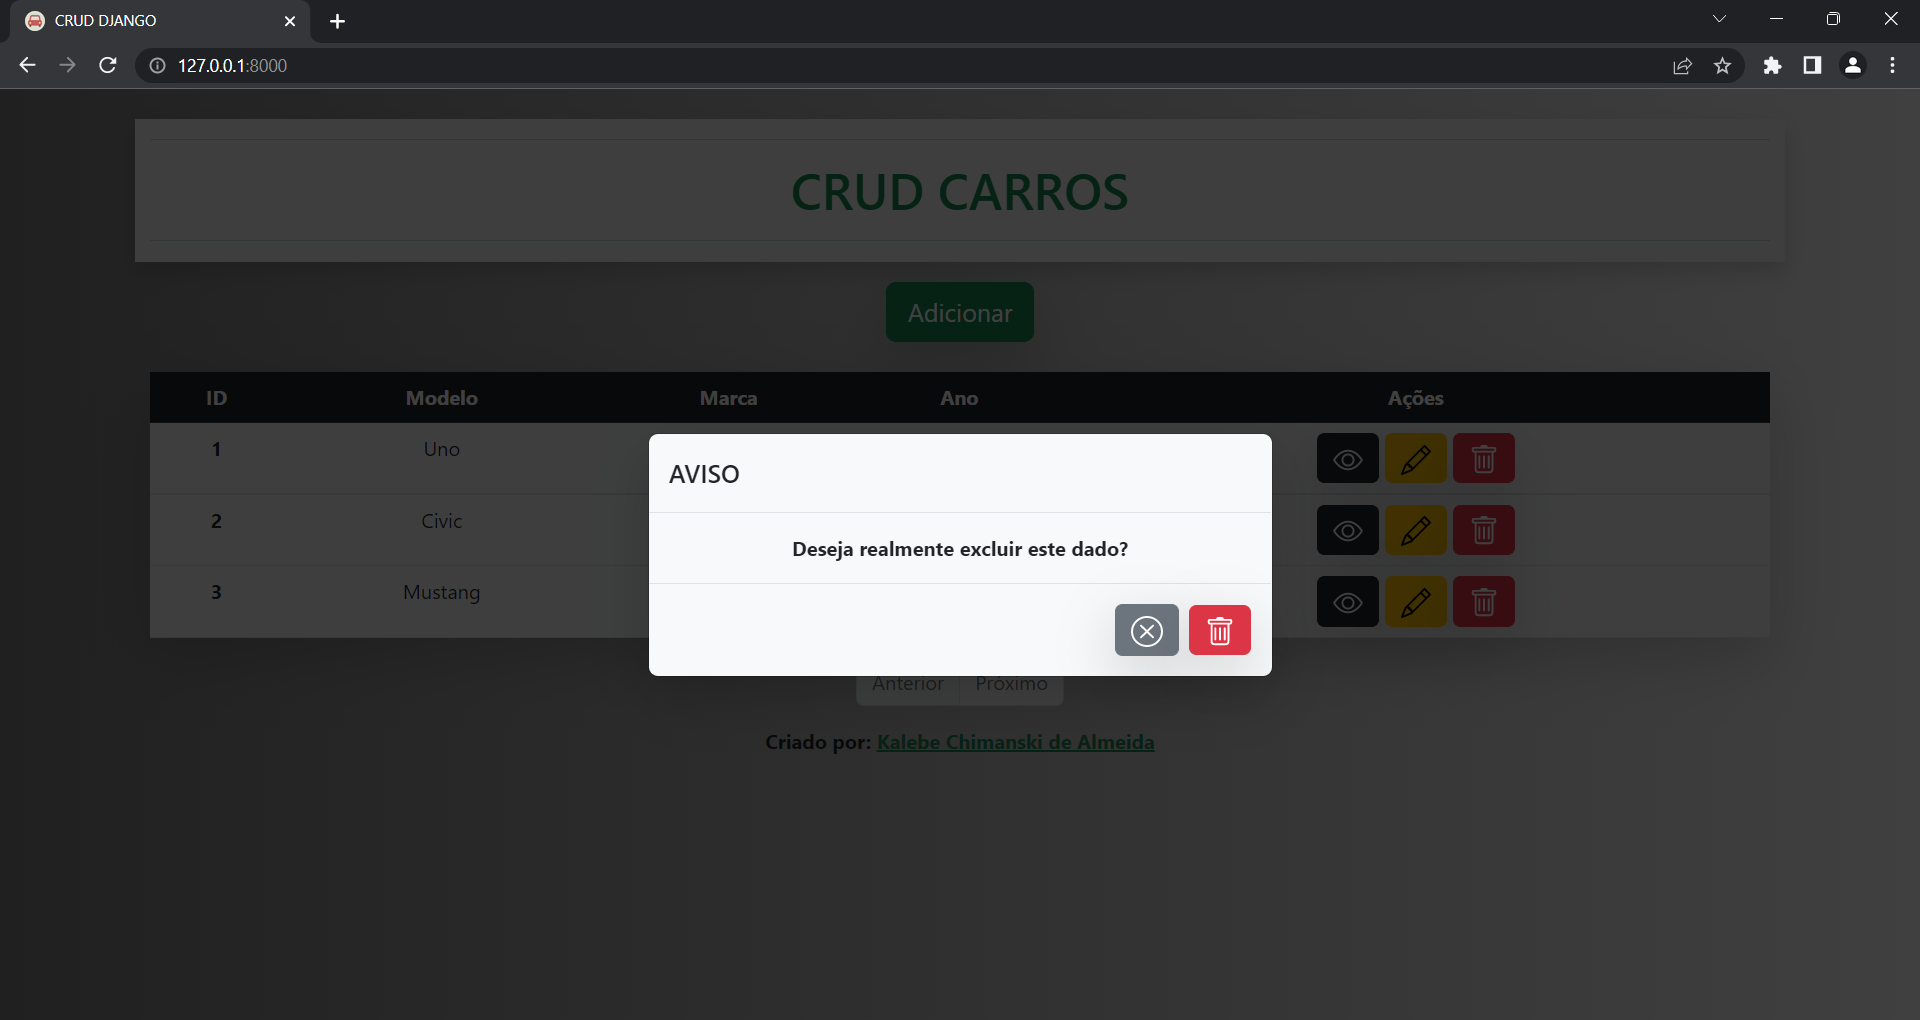 CRUD DJANGO
127.0.0.1:8000
CRUD CARROS
Adicionar
ID Modelo Marca Ano Ações
1 Uno
2 Civic
3 Mustang
AVISO
Deseja realmente excluir este dado?
Anterior Próximo
Criado por: Kalebe Chimanski de Almeida